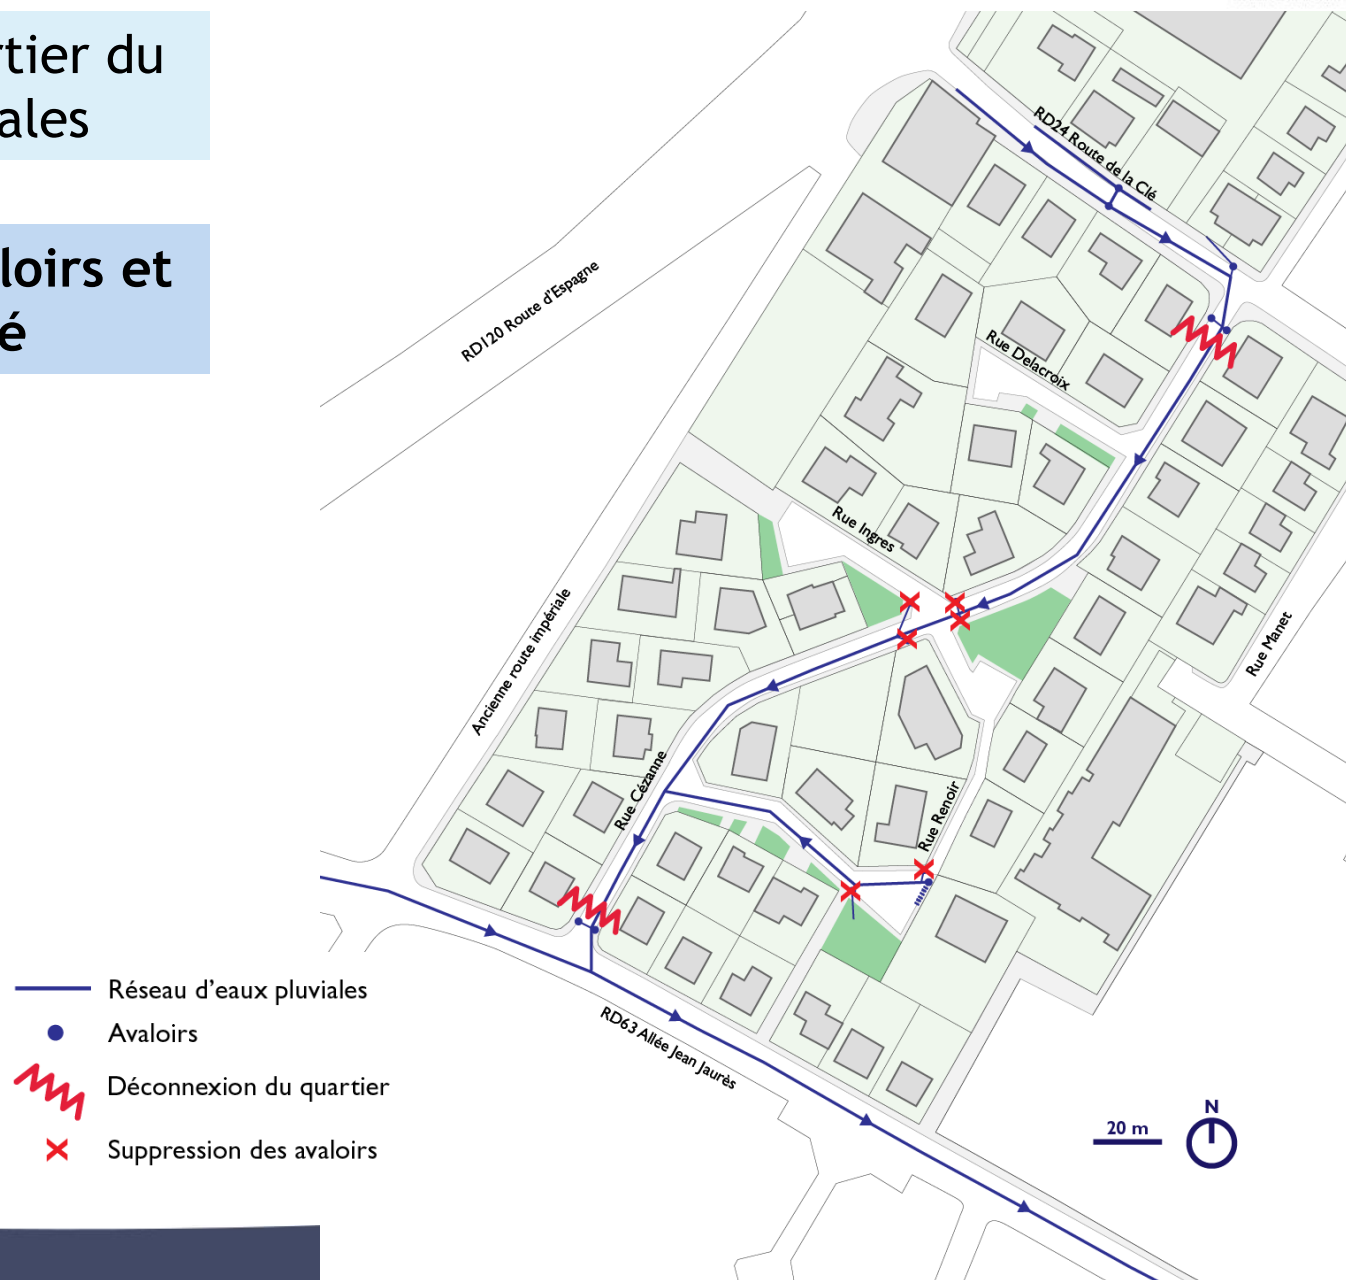 rtier du
ales
loirs et
é
RD24 Route de la Clé
RD120 Route d'Espagne
Rue Delacroix
Rue Ingres
Ancienne route impériale
Rue Manet
Rue Cézanne
Rue Renoir
Réseau d'eaux pluviales
Avaloirs
Déconnexion du quartier
Suppression des avaloirs
RD63 Allée Jean Jaurès
N
20 m